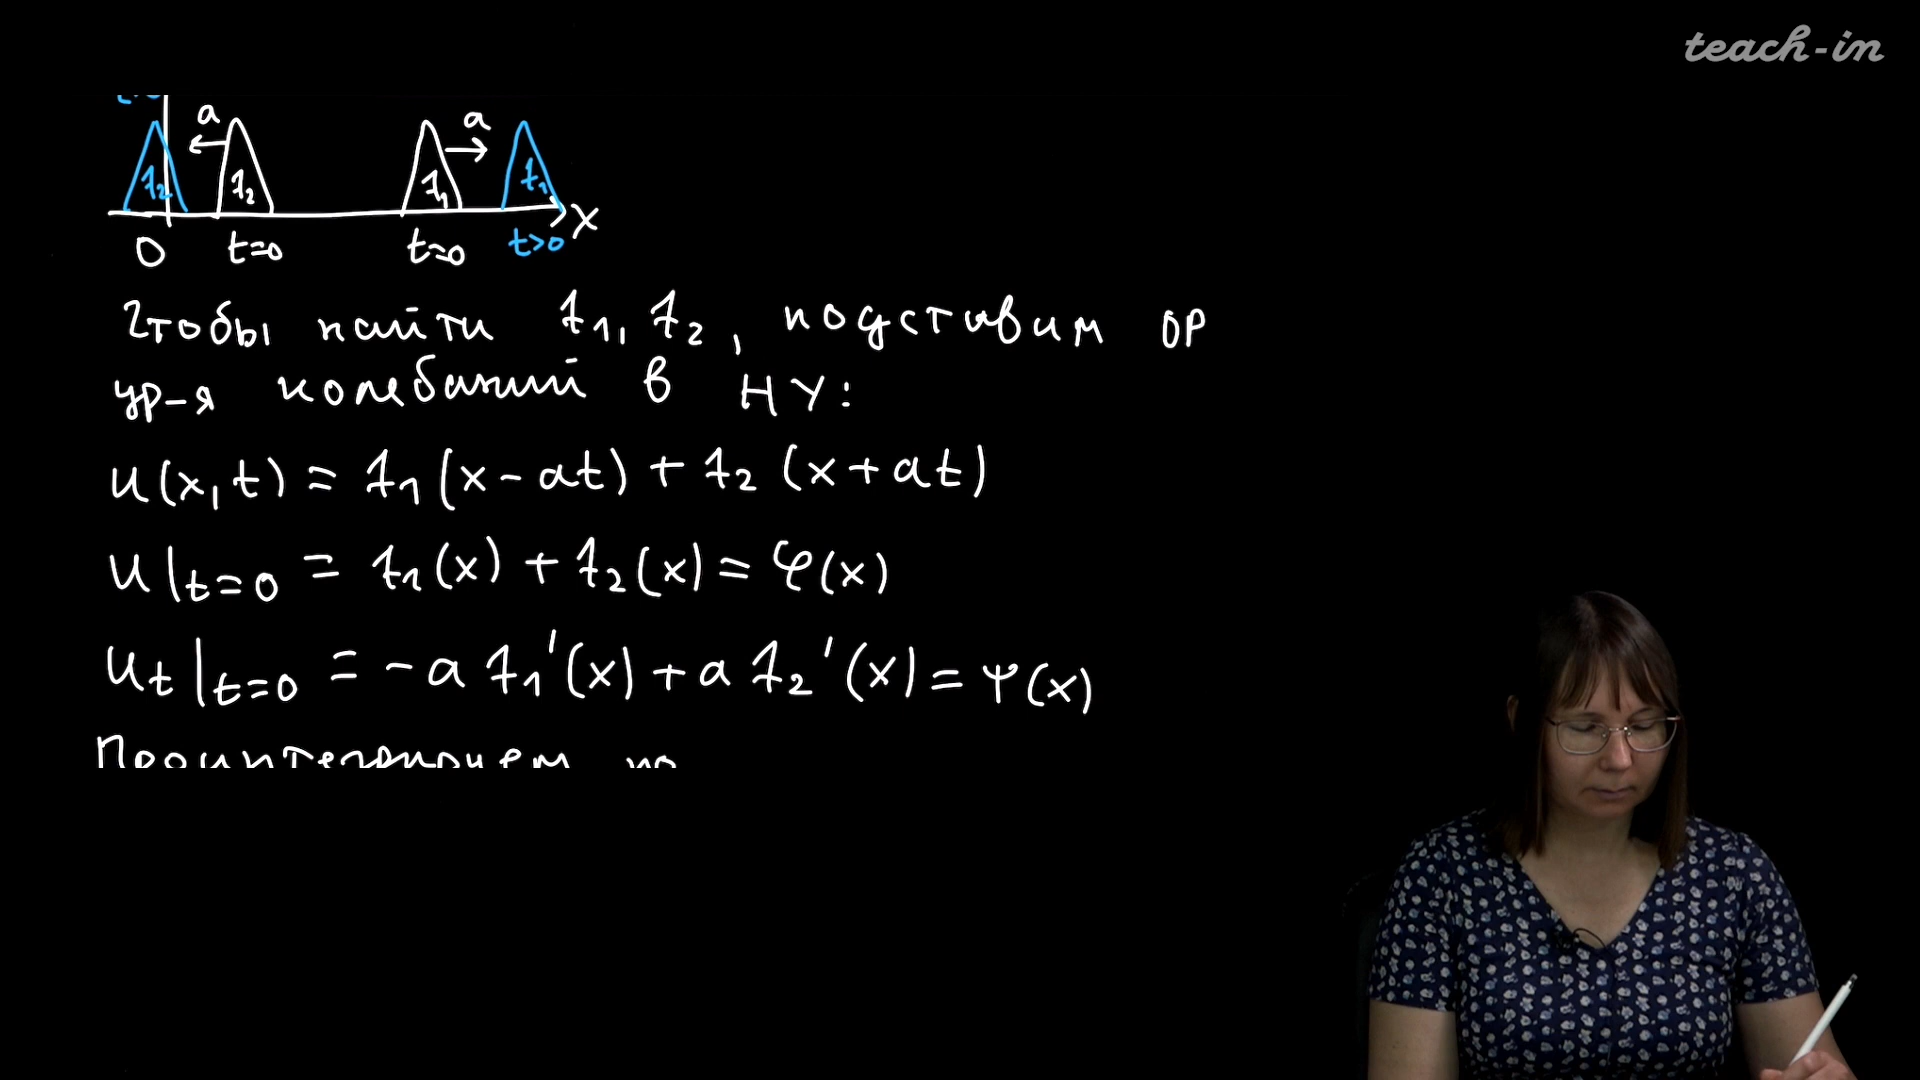 teach-in
a a
f₂ f₂ f₁ f₁ x
0 t=0 t=0 t>0
Чтобы найти f₁, f₂, подставим ОР
ур-я колебаний в НУ:
u(x,t) = f₁(x-at) + f₂(x+at)
u|t=0 = f₁(x) + f₂(x) = φ(x)
ut|t=0 = -a f₁'(x) + a f₂'(x) = ψ(x)
Проинтегрируем